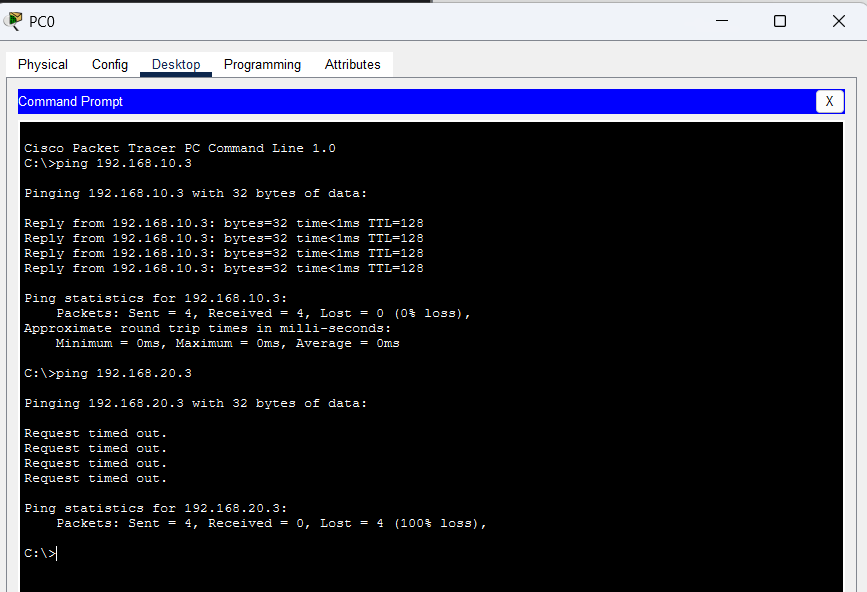 PC0
Physical Config Desktop Programming Attributes
Command Prompt X
Cisco Packet Tracer PC Command Line 1.0
C:\>ping 192.168.10.3
Pinging 192.168.10.3 with 32 bytes of data:
Reply from 192.168.10.3: bytes=32 time<1ms TTL=128
Reply from 192.168.10.3: bytes=32 time<1ms TTL=128
Reply from 192.168.10.3: bytes=32 time<1ms TTL=128
Reply from 192.168.10.3: bytes=32 time<1ms TTL=128
Ping statistics for 192.168.10.3:
Packets: Sent = 4, Received = 4, Lost = 0 (0% loss),
Approximate round trip times in milli-seconds:
Minimum = 0ms, Maximum = 0ms, Average = 0ms
C:\>ping 192.168.20.3
Pinging 192.168.20.3 with 32 bytes of data:
Request timed out.
Request timed out.
Request timed out.
Request timed out.
Ping statistics for 192.168.20.3:
Packets: Sent = 4, Received = 0, Lost = 4 (100% loss),
C:\>